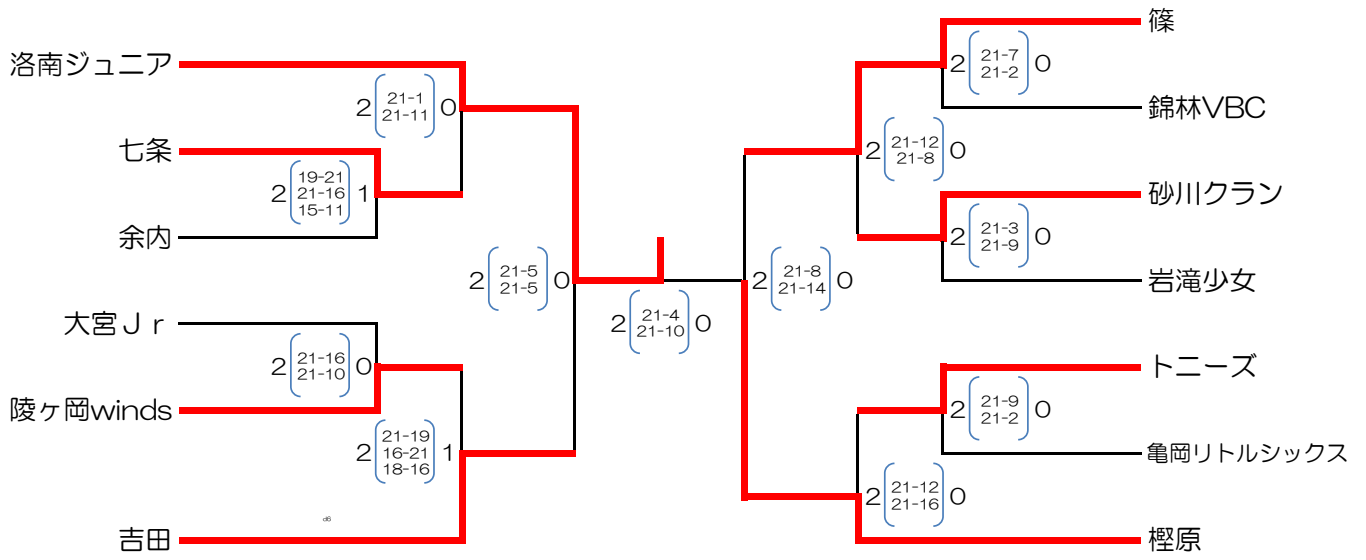 洛南ジュニア
2 21-1 0
21-11
七条
2 19-21 1
21-16
15-11
余内
2 21-5 0
21-5
大宮Ｊｒ
2 21-16 0
21-10
陵ヶ岡winds
2 21-19 1
16-21
18-16
d6
吉田
2 21-4 0
21-10
篠
2 21-7 0
21-2
錦林VBC
2 21-12 0
21-8
砂川クラン
2 21-3 0
21-9
岩滝少女
2 21-8 0
21-14
トニーズ
2 21-9 0
21-2
亀岡リトルシックス
2 21-12 0
21-16
樫原